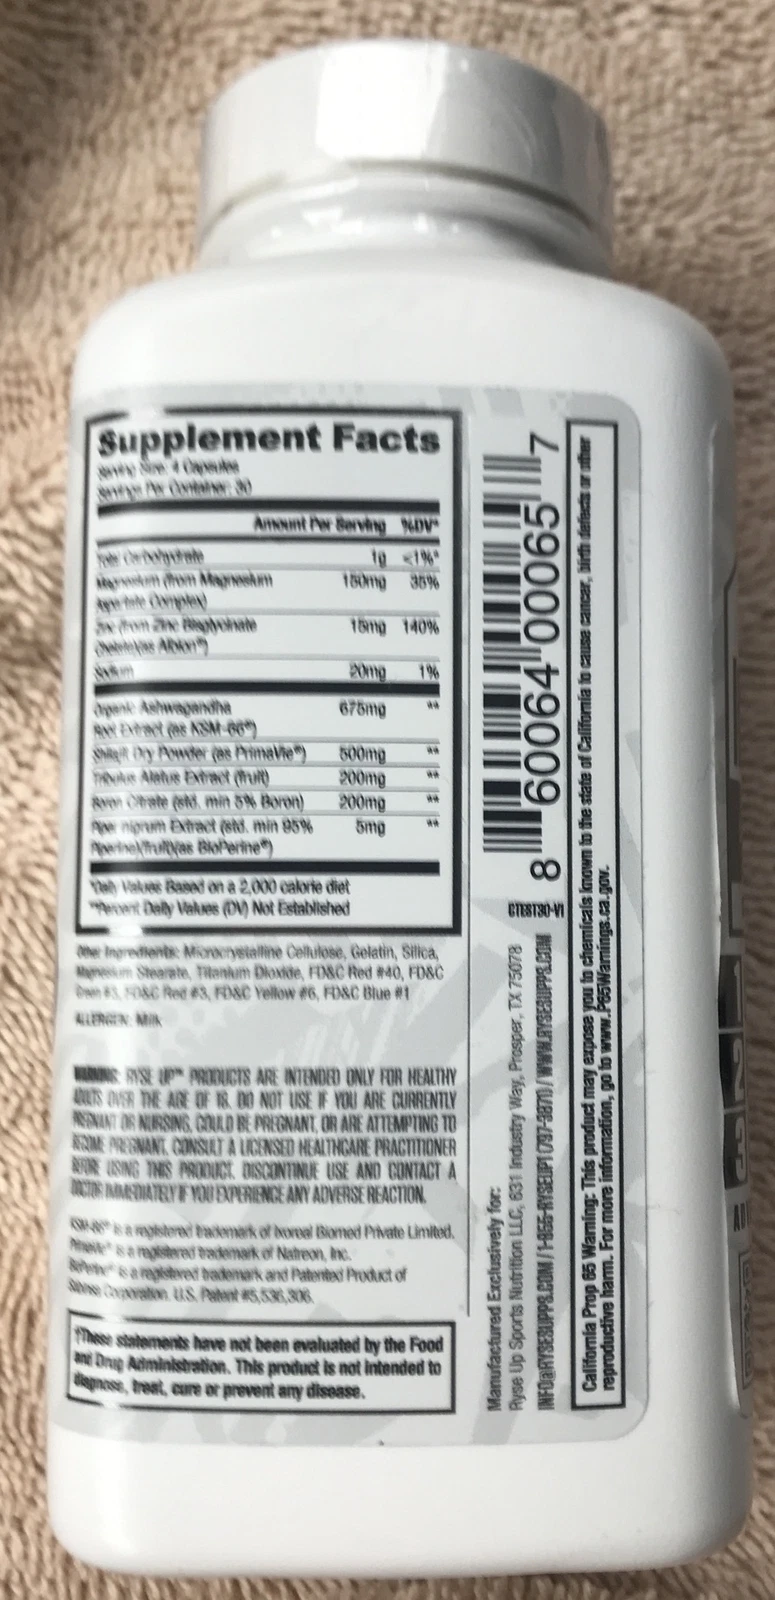 Supplement Facts
Serving Size: 4 Capsules
Servings Per Container: 30
Amount Per Serving %DV*
Total Carbohydrate 1g <1%*
Magnesium (from Magnesium 150mg 35%
Aspartate Complex)
Zinc (from Zinc Bisglycinate 15mg 140%
Chelate)(as Albion®)
Sodium 20mg 1%
Organic Ashwagandha 675mg **
Root Extract (as KSM-66®)
Shilajit Dry Powder (as PrimaVie®) 500mg **
Tribulus Alatus Extract (fruit) 200mg **
Boron Citrate (std. min 5% Boron) 200mg **
Piper nigrum Extract (std. min 95% 5mg **
Piperine)(fruit)(as BioPerine®)
*Daily Values Based on a 2,000 calorie diet
**Percent Daily Values (DV) Not Established
Other Ingredients: Microcrystalline Cellulose, Gelatin, Silica,
Magnesium Stearate, Titanium Dioxide, FD&C Red #40, FD&C
Green #3, FD&C Red #3, FD&C Yellow #6, FD&C Blue #1
ALLERGEN: Milk
WARNING: RYSE UP™ PRODUCTS ARE INTENDED ONLY FOR HEALTHY
ADULTS OVER THE AGE OF 18. DO NOT USE IF YOU ARE CURRENTLY
PREGNANT OR NURSING, COULD BE PREGNANT, OR ARE ATTEMPTING TO
BECOME PREGNANT. CONSULT A LICENSED HEALTHCARE PRACTITIONER
BEFORE USING THIS PRODUCT. DISCONTINUE USE AND CONTACT A
DOCTOR IMMEDIATELY IF YOU EXPERIENCE ANY ADVERSE REACTION.
KSM-66® is a registered trademark of Ixoreal Biomed Private Limited.
PrimaVie® is a registered trademark of Natreon, Inc.
BioPerine® is a registered trademark and Patented Product of
Sabinsa Corporation. U.S. Patent #5,536,306.
†These statements have not been evaluated by the Food
and Drug Administration. This product is not intended to
diagnose, treat, cure or prevent any disease.
8 60064 00065 7
CTEST30-V1
Manufactured Exclusively for:
Ryse Up Sports Nutrition LLC, 631 Industry Way, Prosper, TX 75078
INFO@RYSESUPPS.COM / 1-855-RYSEUP1 (797-3871) / WWW.RYSESUPPS.COM
California Prop 65 Warning: This product may expose you to chemicals known to the state of California to cause cancer, birth defects or other
reproductive harm. For more information, go to www.P65Warnings.ca.gov.
321